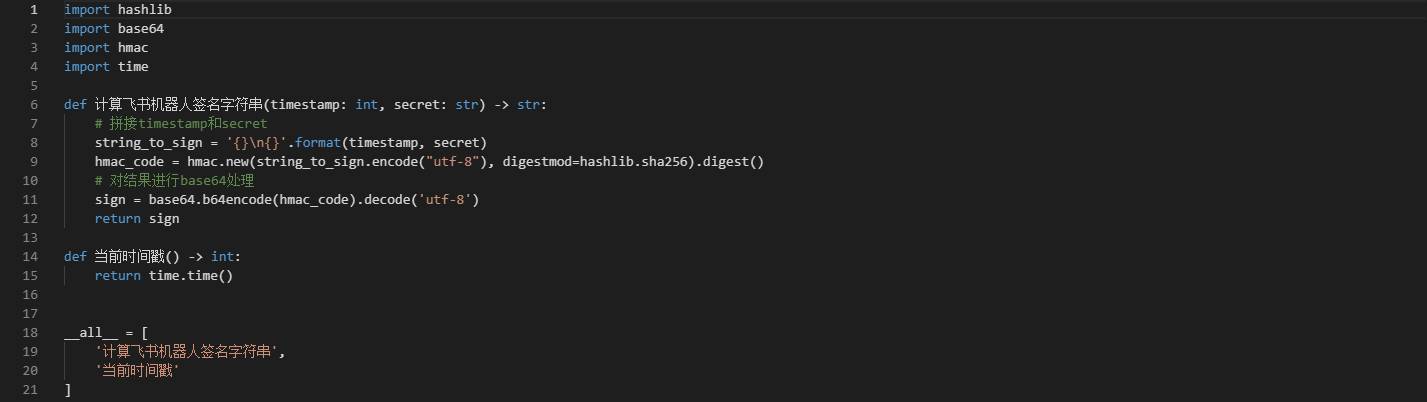 1 import hashlib
2 import base64
3 import hmac
4 import time
5
6 def 计算飞书机器人签名字符串(timestamp: int, secret: str) -> str:
7     # 拼接timestamp和secret
8     string_to_sign = '{}\n{}'.format(timestamp, secret)
9     hmac_code = hmac.new(string_to_sign.encode("utf-8"), digestmod=hashlib.sha256).digest()
10     # 对结果进行base64处理
11     sign = base64.b64encode(hmac_code).decode('utf-8')
12     return sign
13
14 def 当前时间戳() -> int:
15     return time.time()
16
17
18 __all__ = [
19     '计算飞书机器人签名字符串',
20     '当前时间戳'
21 ]